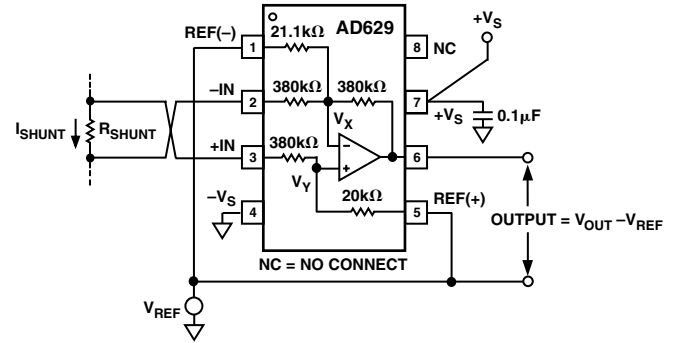 REF(–)
21.1kΩ
AD629
+VS
1
8
NC
–IN
380kΩ
380kΩ
2
7
VX
+VS
0.1μF
ISHUNT
RSHUNT
+IN
380kΩ
–
3
6
+
VY
REF(+)
–VS
20kΩ
4
5
OUTPUT = VOUT –VREF
NC = NO CONNECT
VREF